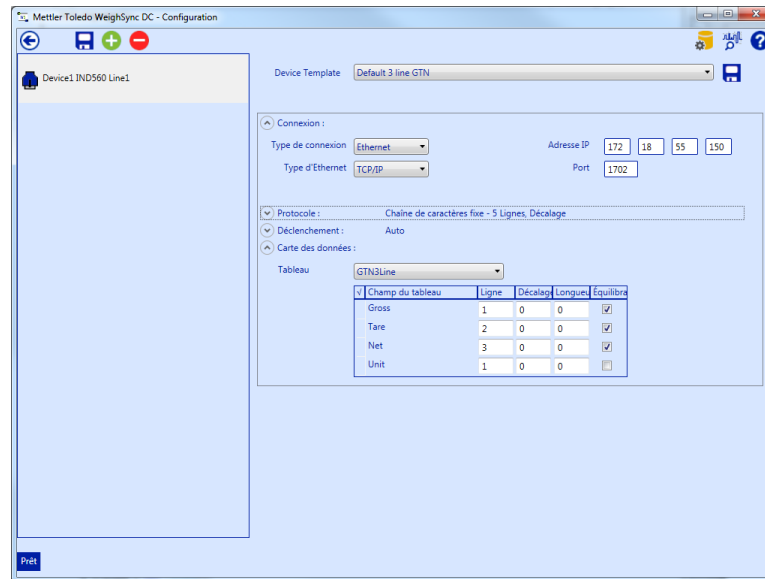 Mettler Toledo WeighSync DC - Configuration
Device1 IND560 Line1
Device Template Default 3 line GTN
Connexion :
Type de connexion Ethernet Adresse IP 172 18 55 150
Type d'Ethernet TCP/IP Port 1702
Protocole : Chaîne de caractères fixe - 5 Lignes, Décalage
Déclenchement : Auto
Carte des données :
Tableau GTN3Line
√ Champ du tableau Ligne Décalage Longueu Équilibra
Gross 1 0 0
Tare 2 0 0
Net 3 0 0
Unit 1 0 0
Prêt